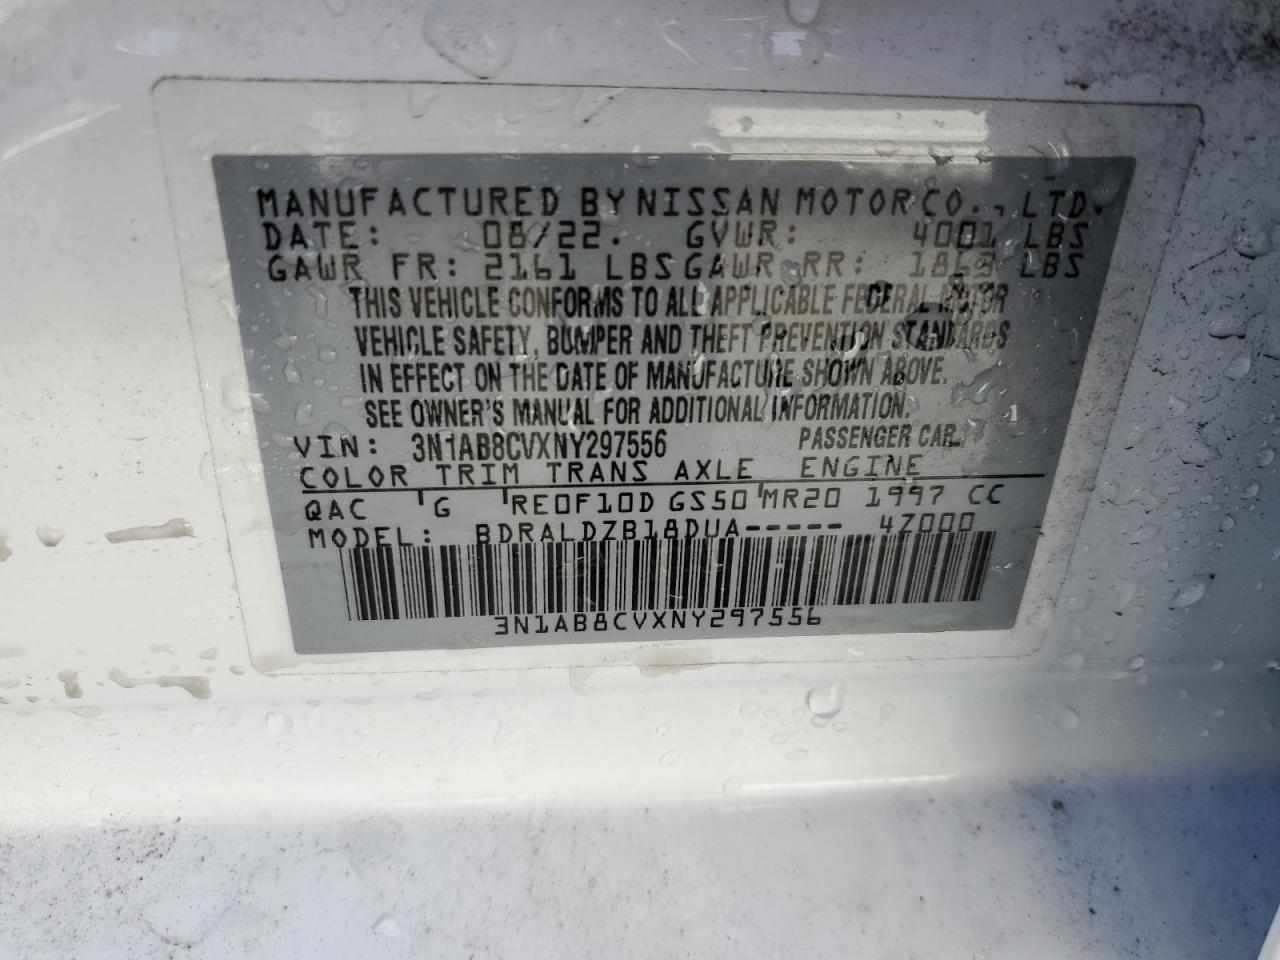 MANUFACTURED BY NISSAN MOTOR CO., LTD.
DATE: 08/22. GVWR: 4001 LBS
GAWR FR: 2161 LBS GAWR RR: LBS
THIS VEHICLE CONFORMS TO ALL APPLICABLE FEDERAL MOTOR
VEHICLE SAFETY, BUMPER AND THEFT PREVENTION STANDARDS
IN EFFECT ON THE DATE OF MANUFACTURE SHOWN ABOVE.
SEE OWNER'S MANUAL FOR ADDITIONAL INFORMATION.
VIN: 3N1AB8CVXNY297556 PASSENGER CAR
COLOR TRIM TRANS AXLE ENGINE
QAC G RE0F10D GS50 MR20 1997 CC
MODEL: BDRALDZB18DUA----- 4Z000
3N1AB8CVXNY297556